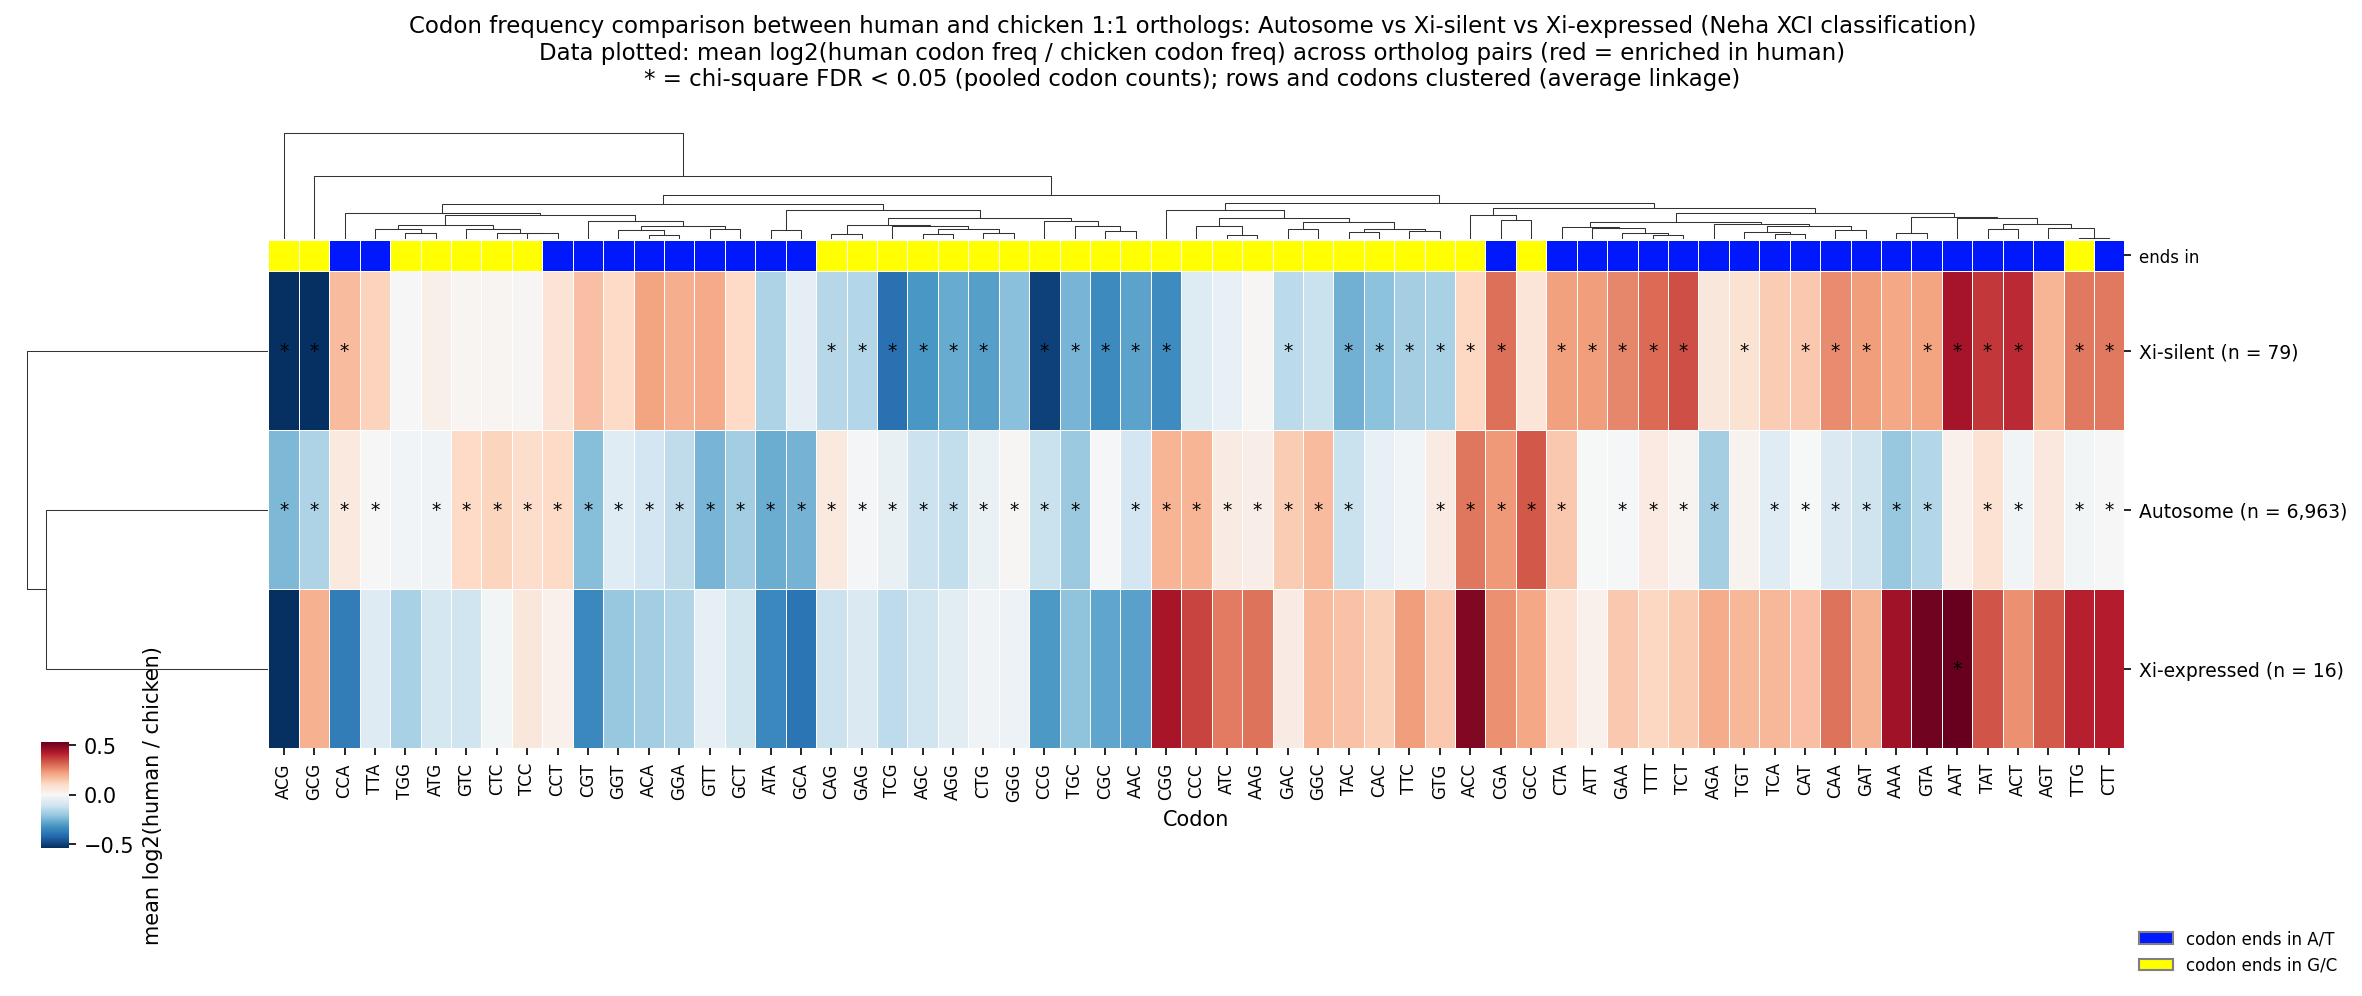 Codon frequency comparison between human and chicken 1:1 orthologs: Autosome vs Xi-silent vs Xi-expressed (Neha XCI classification)
Data plotted: mean log2(human codon freq / chicken codon freq) across ortholog pairs (red = enriched in human)
* = chi-square FDR < 0.05 (pooled codon counts); rows and codons clustered (average linkage)
ends in
* * * * * * * * * * * * * * * * * * * * * * * * * * * * * * * * * * * *
Xi-silent (n = 79)
* * * * * * * * * * * * * * * * * * * * * * * * * * * * * * * * * * * * * * * * * * * * * * * * * * *
Autosome (n = 6,963)
*
Xi-expressed (n = 16)
0.5
0.0
−0.5
mean log2(human / chicken)
ACG GCG CCA TTA TGG ATG GTC CTC TCC CCT CGT GGT ACA GGA GTT GCT ATA GCA CAG GAG TCG AGC AGG CTG GGG CCG TGC CGC AAC CGG CCC ATC AAG GAC GGC TAC CAC TTC GTG ACC CGA GCC CTA ATT GAA TTT TCT AGA TGT TCA CAT CAA GAT AAA GTA AAT TAT ACT AGT TTG CTT
Codon
codon ends in A/T
codon ends in G/C